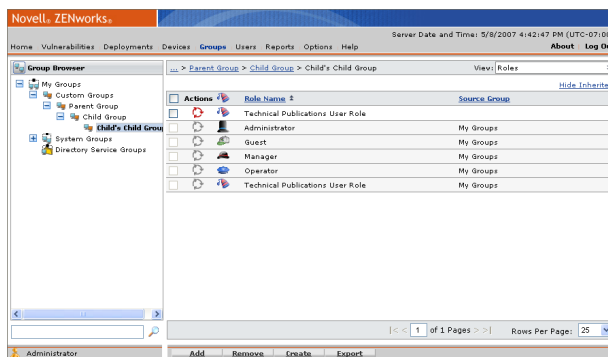 Novell® ZENworks®
Server Date and Time: 5/8/2007 4:42:47 PM (UTC-07:00
Home Vulnerabilities Deployments Devices Groups Users Reports Options Help About Log O
Group Browser
... > Parent Group > Child Group > Child's Child Group View: Roles
My Groups
Custom Groups
Parent Group
Child Group
Child's Child Grou
System Groups
Directory Service Groups
Hide Inherite
Actions Role Name Source Group
Technical Publications User Role
Administrator My Groups
Guest My Groups
Manager My Groups
Operator My Groups
Technical Publications User Role My Groups
|< < 1 of 1 Pages > >| Rows Per Page: 25
Administrator
Add Remove Create Export